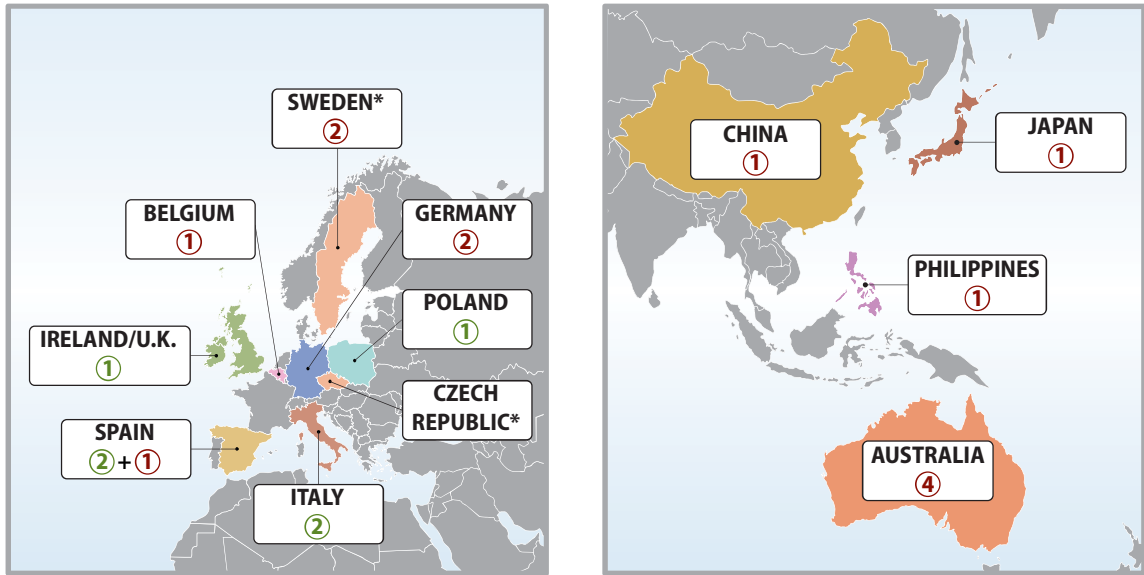 SWEDEN*
2
BELGIUM
1
GERMANY
2
POLAND
1
IRELAND/U.K.
1
CZECH
REPUBLIC*
SPAIN
2 + 1
ITALY
2
CHINA
1
JAPAN
1
PHILIPPINES
1
AUSTRALIA
4